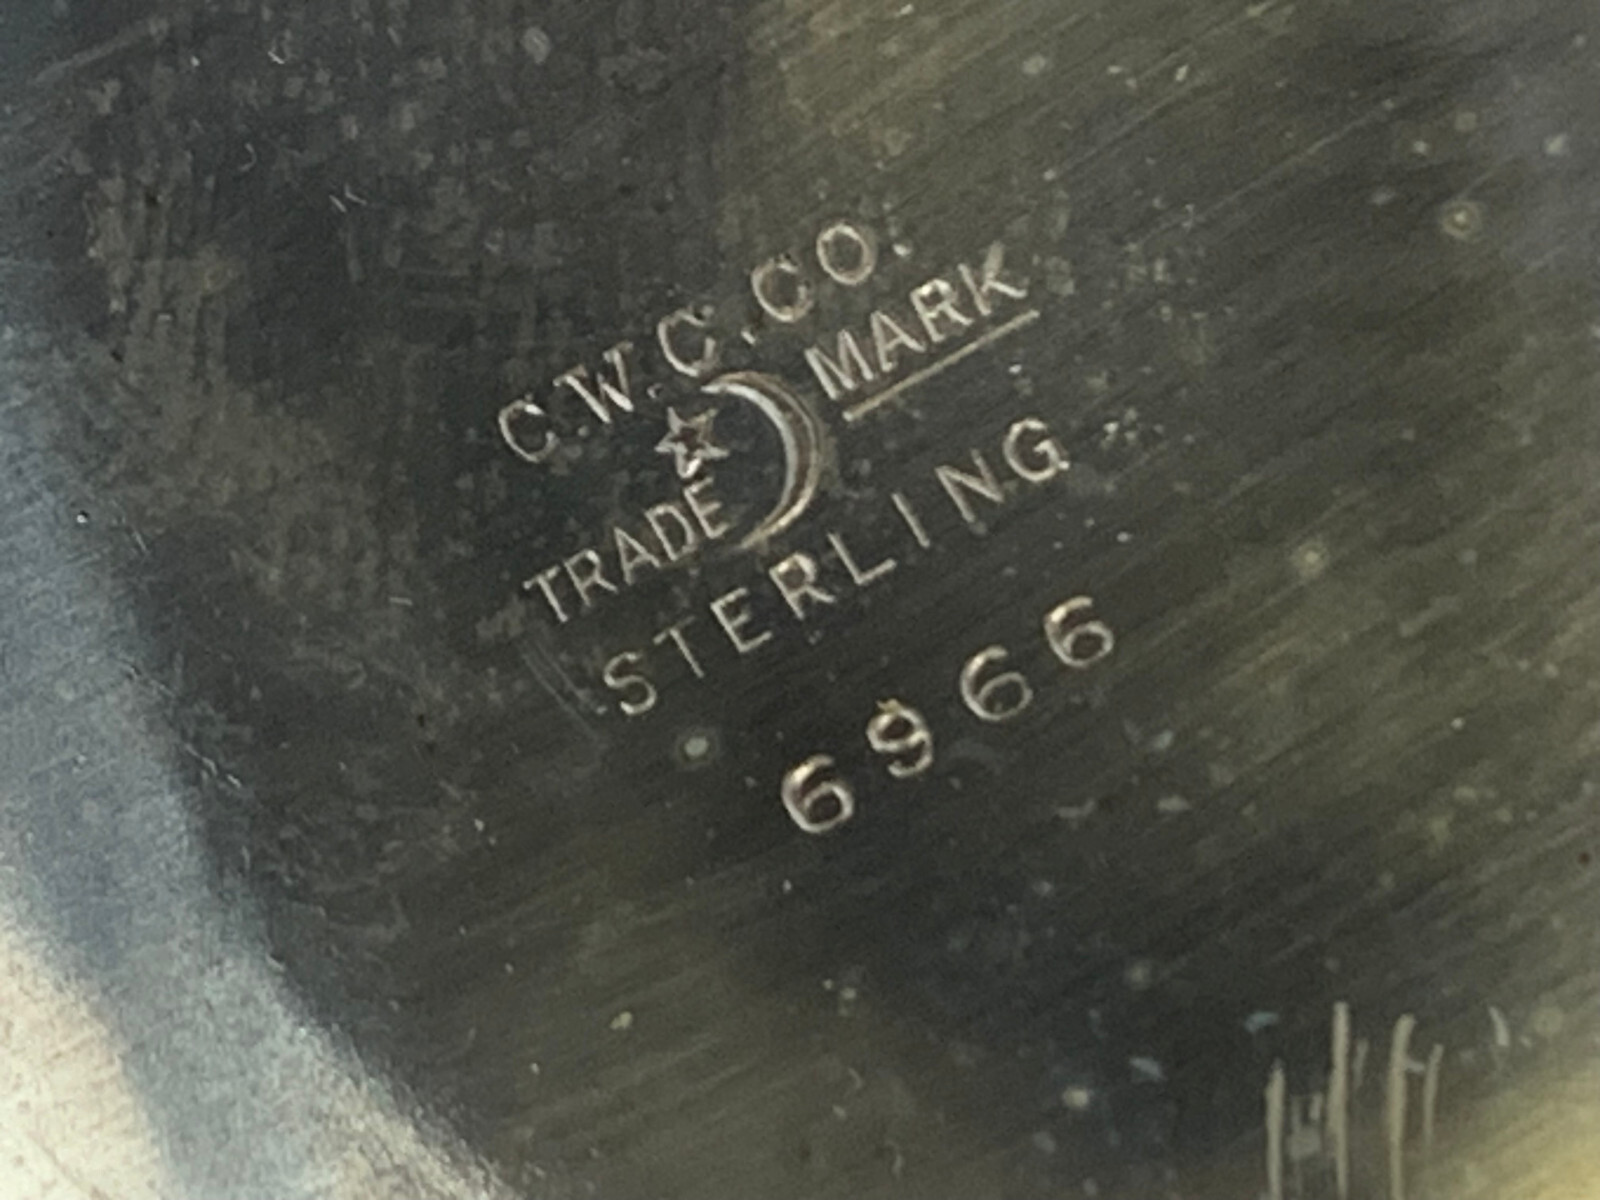 C.W.C.CO.
TRADE MARK
STERLING
6966